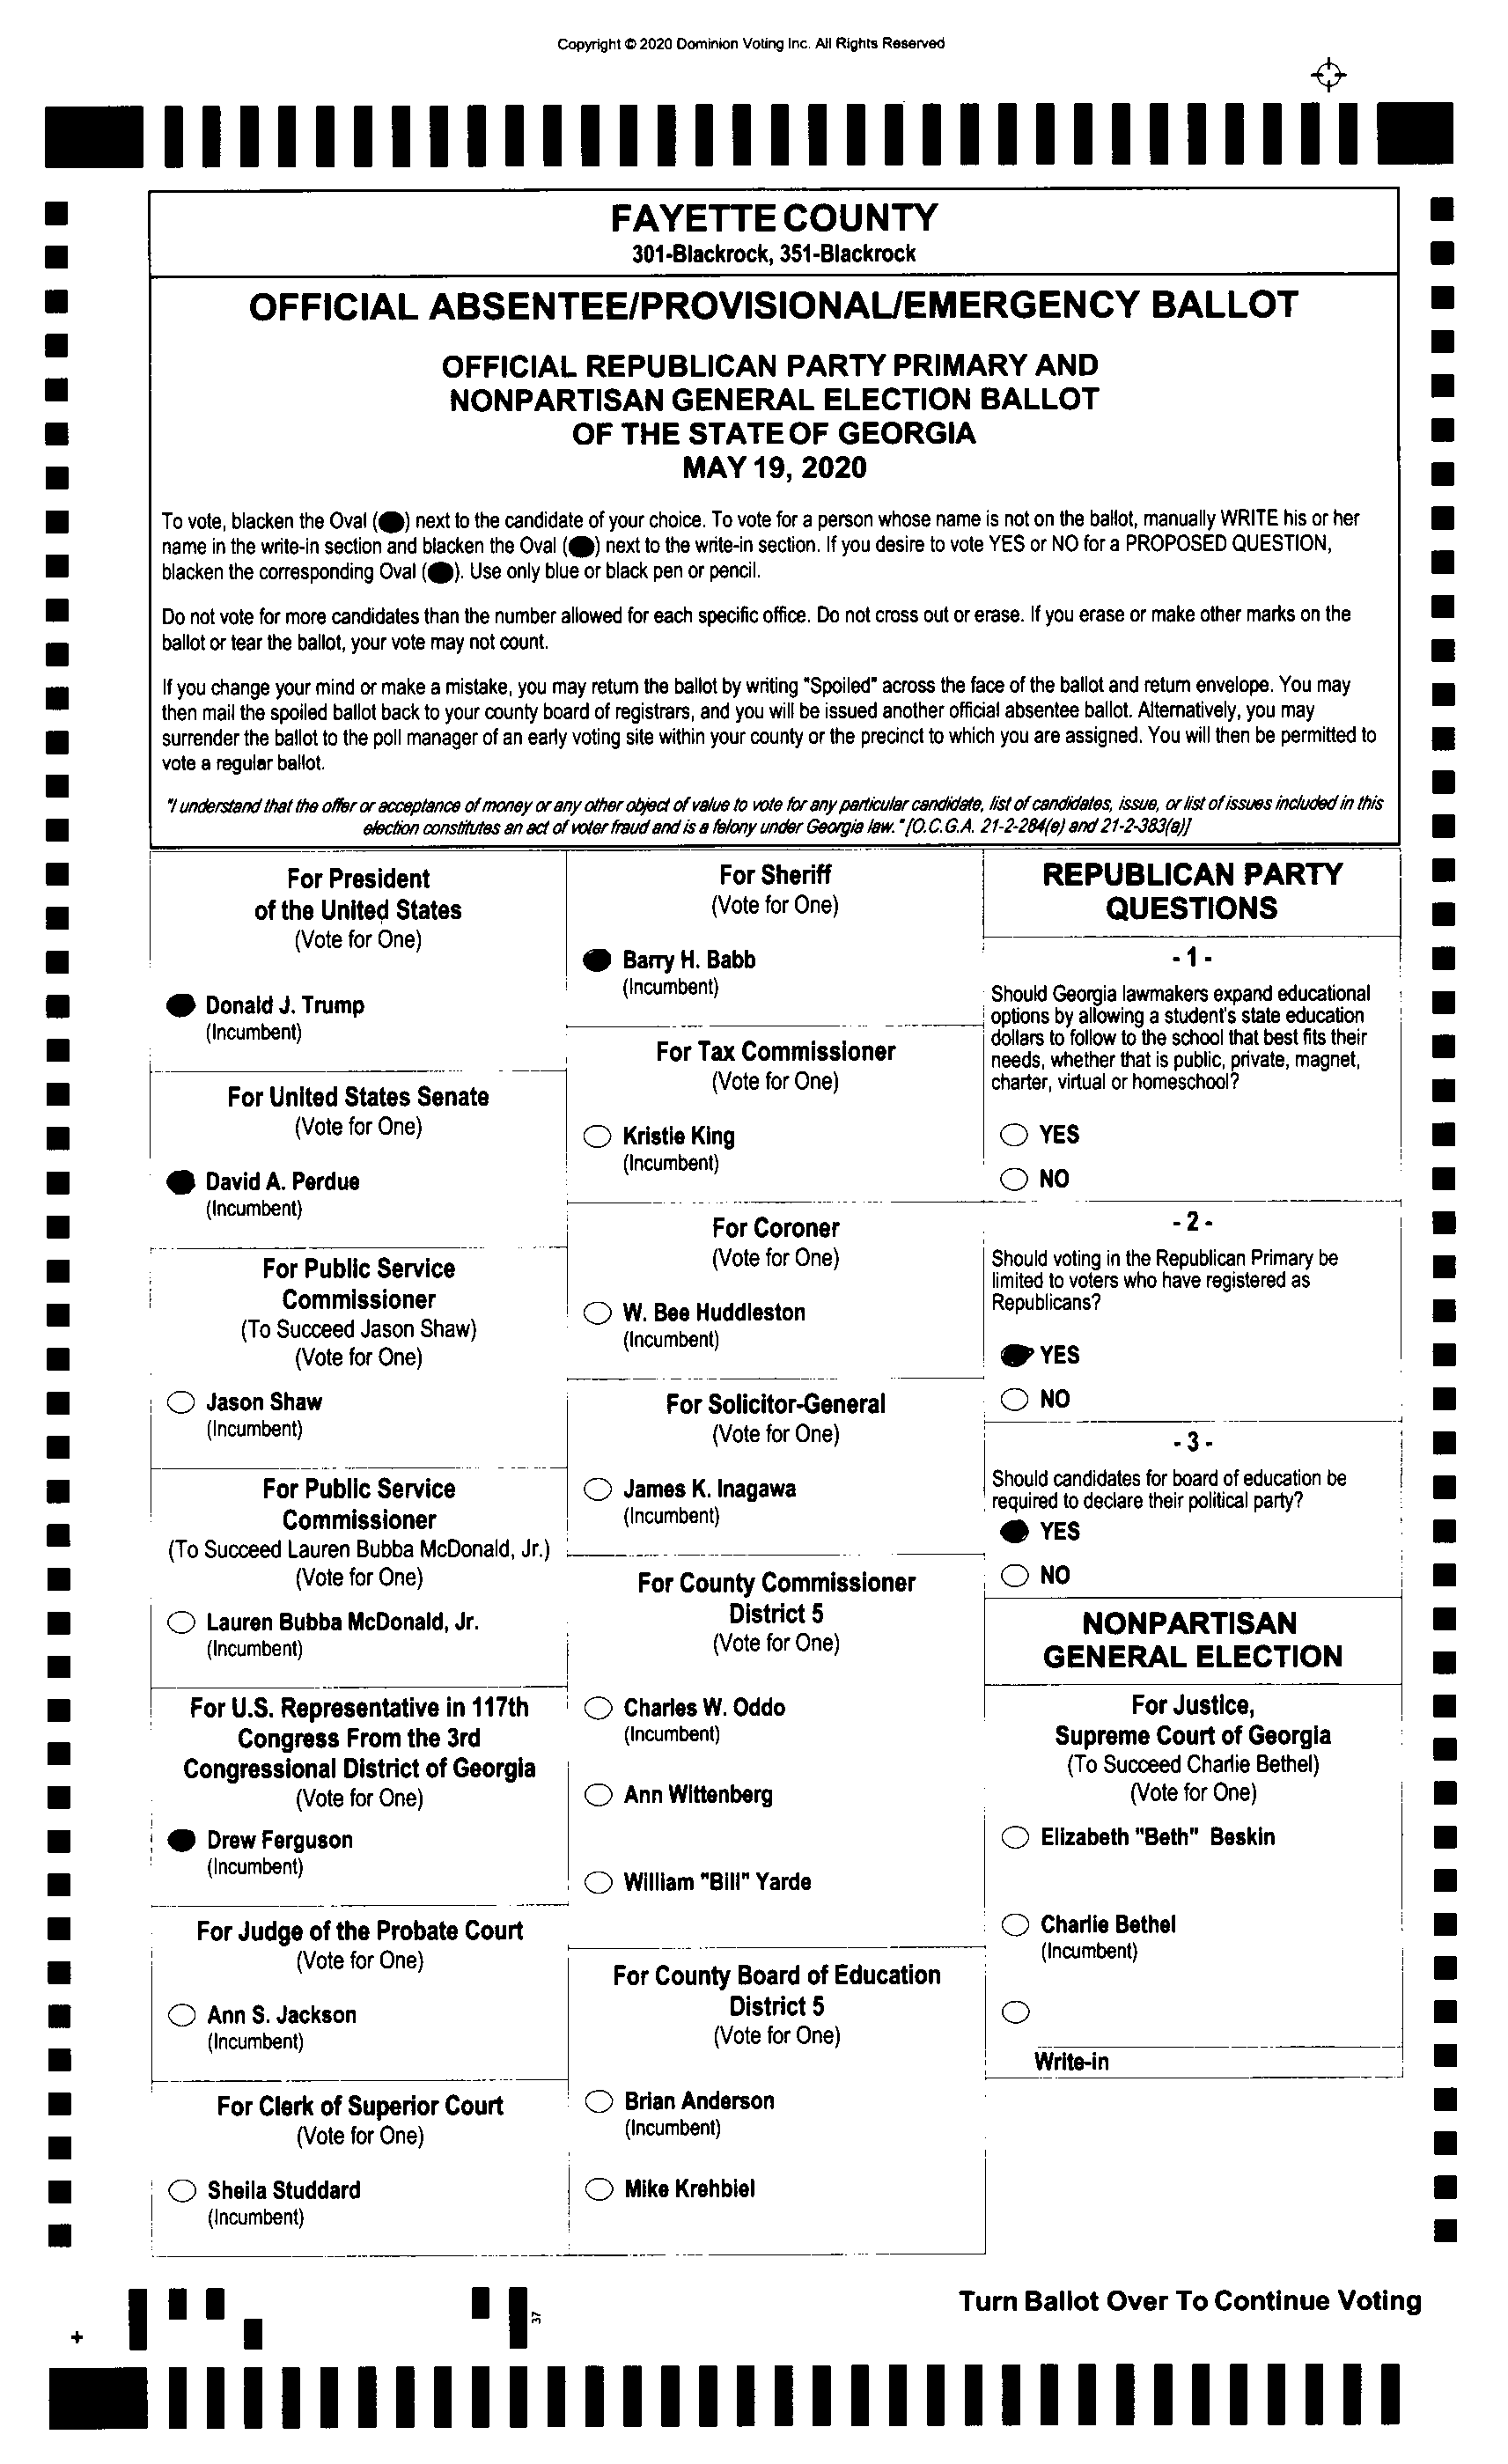 Copyright © 2020 Dominion Voting Inc. All Rights Reserved
FAYETTE COUNTY
301-Blackrock, 351-Blackrock
OFFICIAL ABSENTEE/PROVISIONAL/EMERGENCY BALLOT
OFFICIAL REPUBLICAN PARTY PRIMARY AND
NONPARTISAN GENERAL ELECTION BALLOT
OF THE STATE OF GEORGIA
MAY 19, 2020
To vote, blacken the Oval () next to the candidate of your choice. To vote for a person whose name is not on the ballot, manually WRITE his or her
name in the write-in section and blacken the Oval () next to the write-in section. If you desire to vote YES or NO for a PROPOSED QUESTION,
blacken the corresponding Oval (). Use only blue or black pen or pencil.
Do not vote for more candidates than the number allowed for each specific office. Do not cross out or erase. If you erase or make other marks on the
ballot or tear the ballot, your vote may not count.
If you change your mind or make a mistake, you may return the ballot by writing "Spoiled" across the face of the ballot and return envelope. You may
then mail the spoiled ballot back to your county board of registrars, and you will be issued another official absentee ballot. Alternatively, you may
surrender the ballot to the poll manager of an early voting site within your county or the precinct to which you are assigned. You will then be permitted to
vote a regular ballot.
"I understand that the offer or acceptance of money or any other object of value to vote for any particular candidate, list of candidates, issue, or list of issues included in this
election constitutes an act of voter fraud and is a felony under Georgia law." [O.C.G.A. 21-2-284(e) and 21-2-383(a)]
For President
of the United States
(Vote for One)
Donald J. Trump
(Incumbent)
For United States Senate
(Vote for One)
David A. Perdue
(Incumbent)
For Public Service
Commissioner
(To Succeed Jason Shaw)
(Vote for One)
Jason Shaw
(Incumbent)
For Public Service
Commissioner
(To Succeed Lauren Bubba McDonald, Jr.)
(Vote for One)
Lauren Bubba McDonald, Jr.
(Incumbent)
For U.S. Representative in 117th
Congress From the 3rd
Congressional District of Georgia
(Vote for One)
Drew Ferguson
(Incumbent)
For Judge of the Probate Court
(Vote for One)
Ann S. Jackson
(Incumbent)
For Clerk of Superior Court
(Vote for One)
Sheila Studdard
(Incumbent)
For Sheriff
(Vote for One)
Barry H. Babb
(Incumbent)
For Tax Commissioner
(Vote for One)
Kristie King
(Incumbent)
For Coroner
(Vote for One)
W. Bee Huddleston
(Incumbent)
For Solicitor-General
(Vote for One)
James K. Inagawa
(Incumbent)
For County Commissioner
District 5
(Vote for One)
Charles W. Oddo
(Incumbent)
Ann Wittenberg
William "Bill" Yarde
For County Board of Education
District 5
(Vote for One)
Brian Anderson
(Incumbent)
Mike Krehbiel
REPUBLICAN PARTY
QUESTIONS
- 1 -
Should Georgia lawmakers expand educational
options by allowing a student's state education
dollars to follow to the school that best fits their
needs, whether that is public, private, magnet,
charter, virtual or homeschool?
YES
NO
- 2 -
Should voting in the Republican Primary be
limited to voters who have registered as
Republicans?
YES
NO
- 3 -
Should candidates for board of education be
required to declare their political party?
YES
NO
NONPARTISAN
GENERAL ELECTION
For Justice,
Supreme Court of Georgia
(To Succeed Charlie Bethel)
(Vote for One)
Elizabeth "Beth" Beskin
Charlie Bethel
(Incumbent)
Write-in
Turn Ballot Over To Continue Voting
37
+